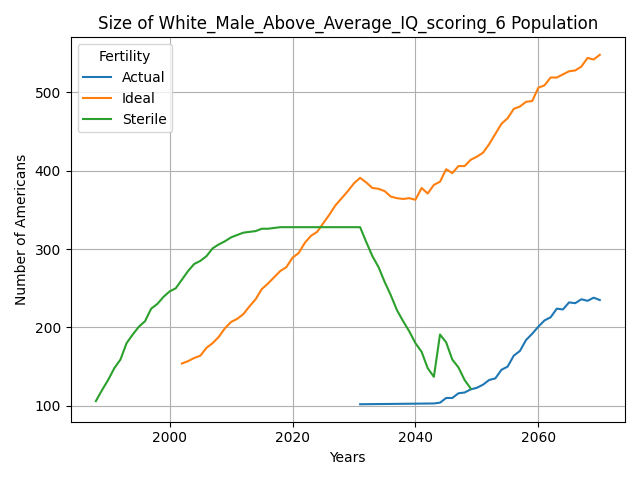 Size of White_Male_Above_Average_IQ_scoring_6 Population
Fertility
Actual
Ideal
Sterile
Number of Americans
500
400
300
200
100
2000 2020 2040 2060
Years